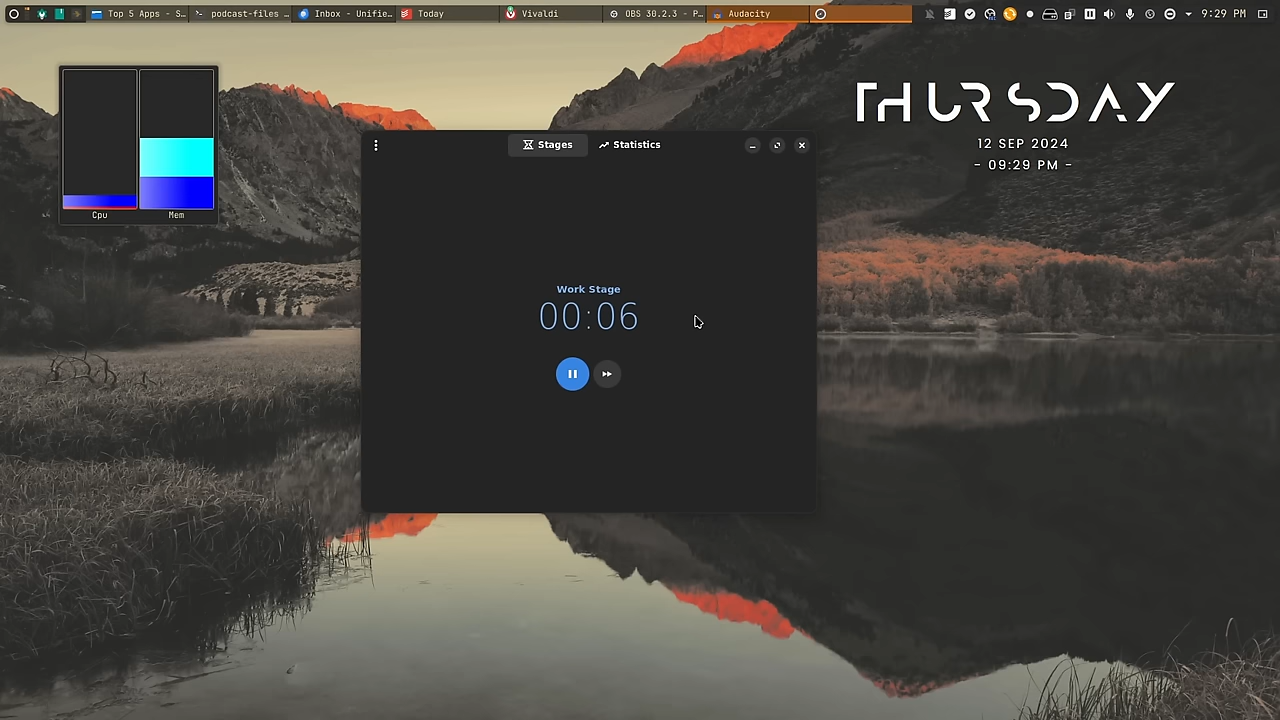 Top 5 Apps - S…
podcast-files …
Inbox - Unifie…
Today
Vivaldi
OBS 30.2.3 - P…
Audacity
9:29 PM
THURSDAY
12 SEP 2024
- 09:29 PM -
Cpu
Mem
Stages
Statistics
Work Stage
00:06